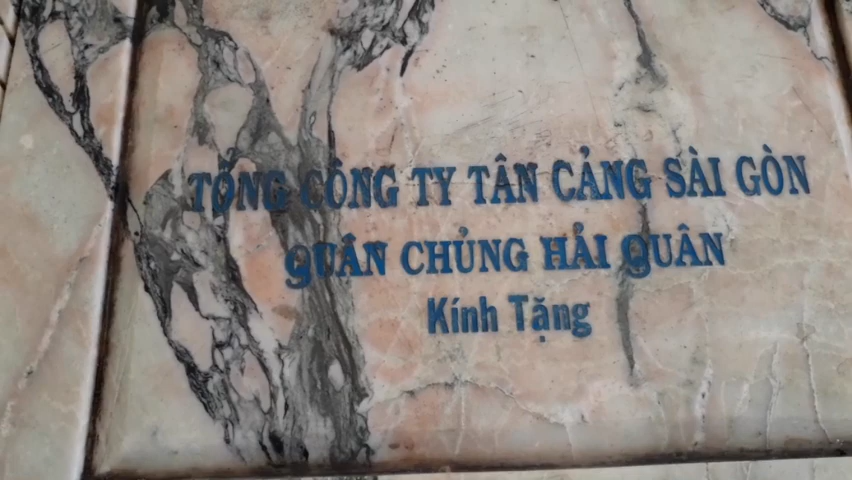 TỔNG CÔNG TY TÂN CẢNG SÀI GÒN
QUÂN CHỦNG HẢI QUÂN
Kính Tặng